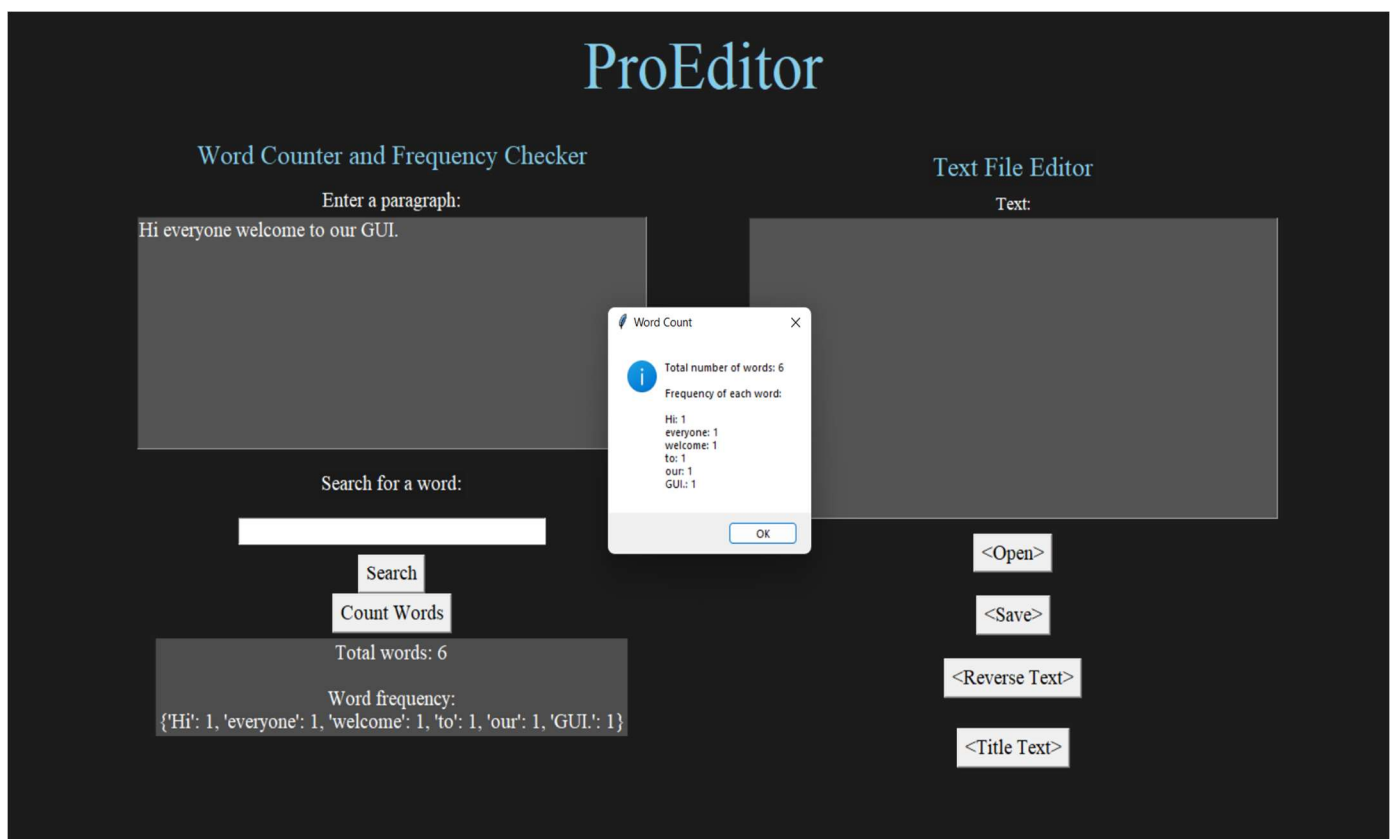 ProEditor
Word Counter and Frequency Checker
Enter a paragraph:
Hi everyone welcome to our GUI.
Search for a word:
Search
Count Words
Total words: 6
Word frequency:
{'Hi': 1, 'everyone': 1, 'welcome': 1, 'to': 1, 'our': 1, 'GUI.': 1}
Word Count
Total number of words: 6
Frequency of each word:
Hi: 1
everyone: 1
welcome: 1
to: 1
our: 1
GUI.: 1
OK
Text File Editor
Text:
<Open>
<Save>
<Reverse Text>
<Title Text>